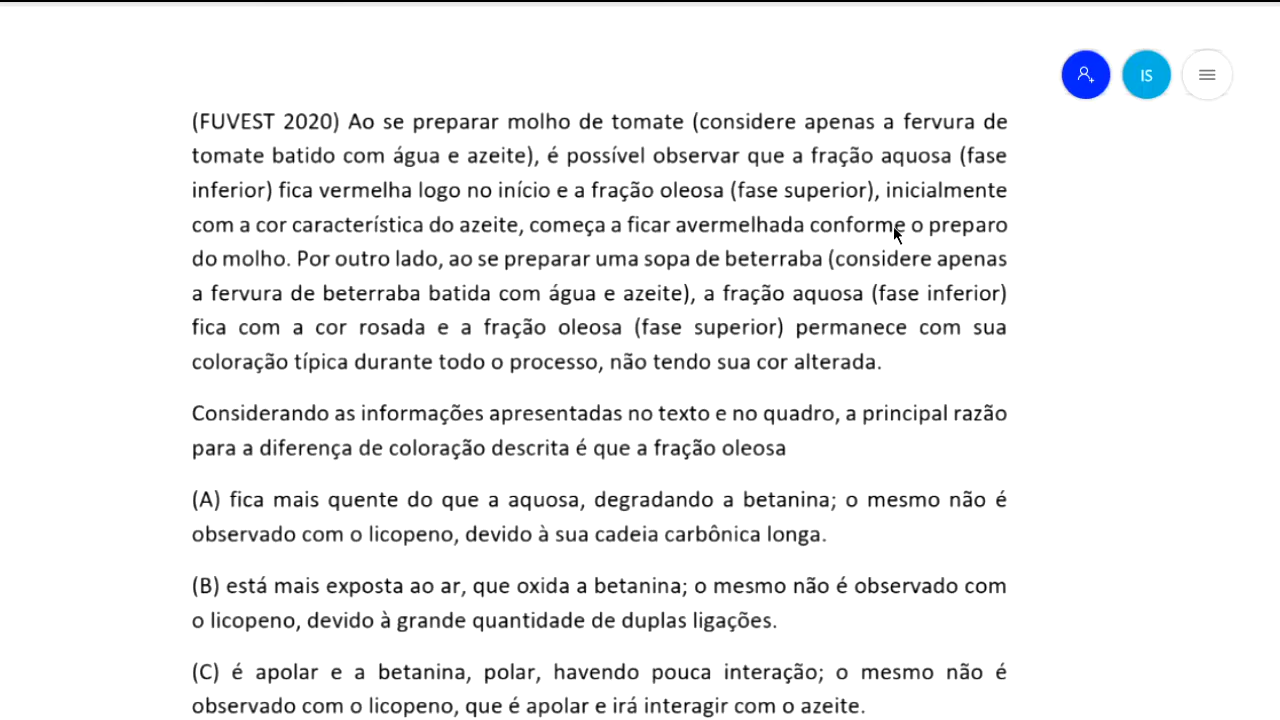 IS
(FUVEST 2020) Ao se preparar molho de tomate (considere apenas a fervura de
tomate batido com água e azeite), é possível observar que a fração aquosa (fase
inferior) fica vermelha logo no início e a fração oleosa (fase superior), inicialmente
com a cor característica do azeite, começa a ficar avermelhada conforme o preparo
do molho. Por outro lado, ao se preparar uma sopa de beterraba (considere apenas
a fervura de beterraba batida com água e azeite), a fração aquosa (fase inferior)
fica com a cor rosada e a fração oleosa (fase superior) permanece com sua
coloração típica durante todo o processo, não tendo sua cor alterada.
Considerando as informações apresentadas no texto e no quadro, a principal razão
para a diferença de coloração descrita é que a fração oleosa
(A) fica mais quente do que a aquosa, degradando a betanina; o mesmo não é
observado com o licopeno, devido à sua cadeia carbônica longa.
(B) está mais exposta ao ar, que oxida a betanina; o mesmo não é observado com
o licopeno, devido à grande quantidade de duplas ligações.
(C) é apolar e a betanina, polar, havendo pouca interação; o mesmo não é
observado com o licopeno, que é apolar e irá interagir com o azeite.